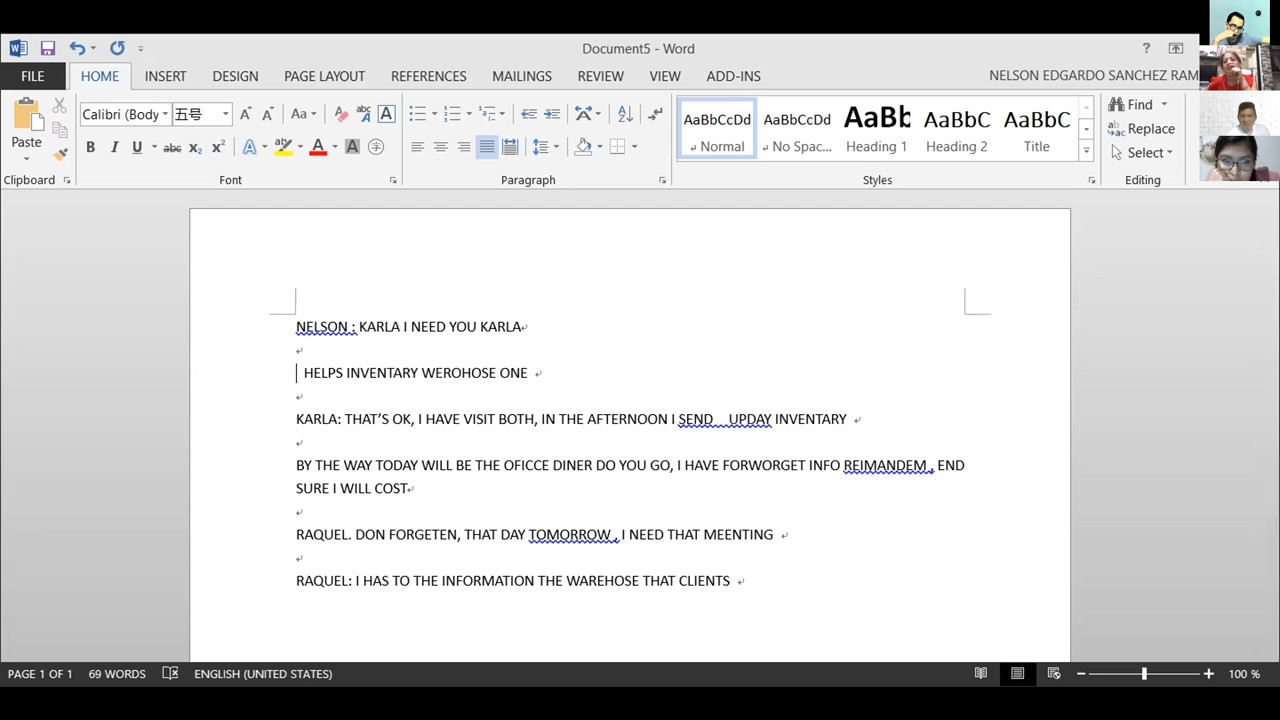 Document5 - Word
FILE HOME INSERT DESIGN PAGE LAYOUT REFERENCES MAILINGS REVIEW VIEW ADD-INS NELSON EDGARDO SANCHEZ RAM
Paste
Calibri (Body 五号
Aa
AaBbCcDd AaBbCcDd AaBb AaBbC AaBbC
Normal No Spac... Heading 1 Heading 2 Title
Find
Replace
Select
Clipboard Font Paragraph Styles Editing
NELSON : KARLA I NEED YOU KARLA
HELPS INVENTARY WEROHOSE ONE
KARLA: THAT'S OK, I HAVE VISIT BOTH, IN THE AFTERNOON I SEND UPDAY INVENTARY
BY THE WAY TODAY WILL BE THE OFICCE DINER DO YOU GO, I HAVE FORWORGET INFO REIMANDEM , END
SURE I WILL COST
RAQUEL. DON FORGETEN, THAT DAY TOMORROW , I NEED THAT MEENTING
RAQUEL: I HAS TO THE INFORMATION THE WAREHOSE THAT CLIENTS
PAGE 1 OF 1 69 WORDS ENGLISH (UNITED STATES) 100 %